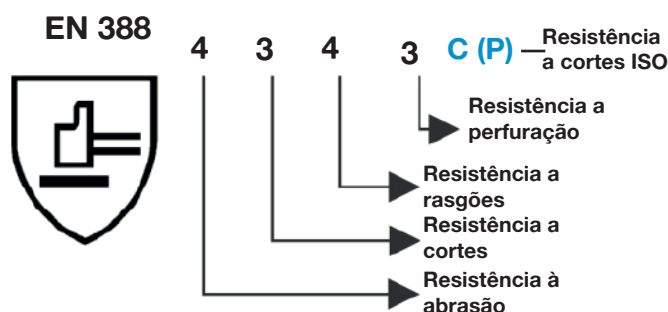 EN 388
4 3 4 3 C (P)
Resistência
a cortes ISO
Resistência a
perfuração
Resistência a
rasgões
Resistência a
cortes
Resistência à
abrasão